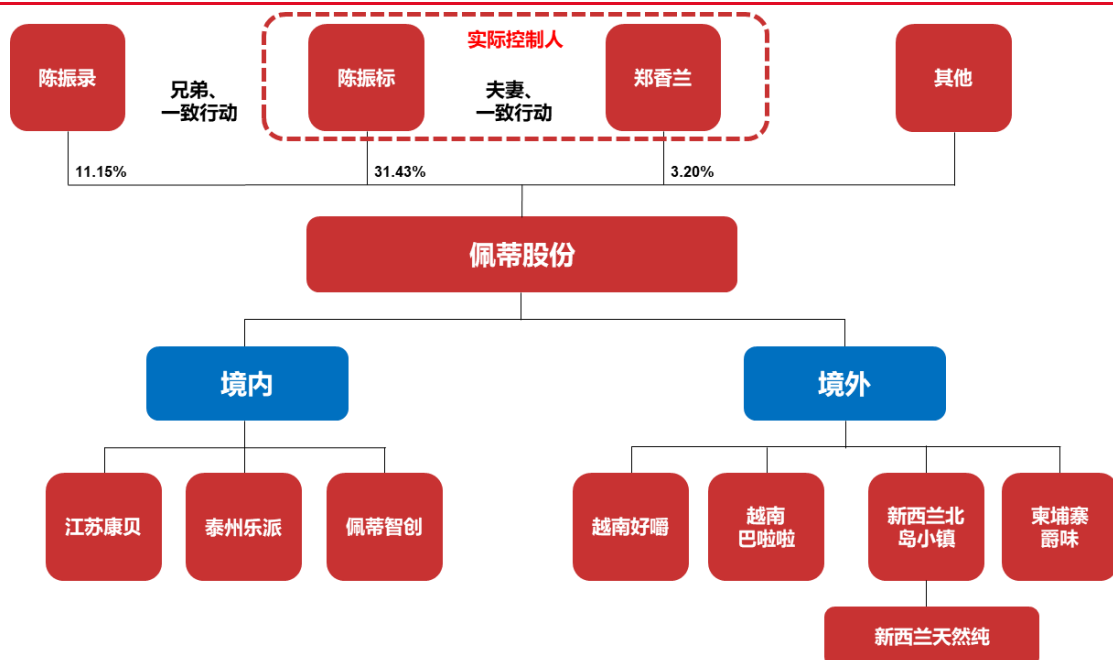 实际控制人
陈振录
兄弟、
一致行动
陈振标
夫妻、
一致行动
郑香兰
其他
11.15%
31.43%
3.20%
佩蒂股份
境内
境外
江苏康贝
泰州乐派
佩蒂智创
越南好嚼
越南
巴啦啦
新西兰北
岛小镇
柬埔寨
爵味
新西兰天然纯